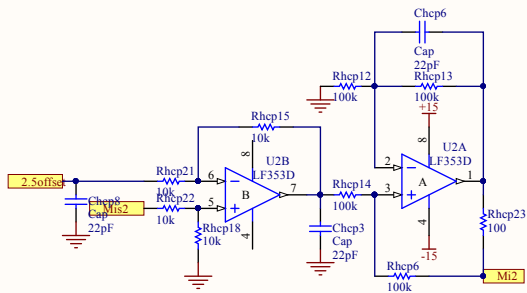 Chcp6
Cap
22pF
Rhcp12
100k
Rhcp13
100k
+15
Rhcp15
10k
8
U2B
LF353D
8
U2A
LF353D
2
1
A
3
2.5offset
Rhcp21
10k
6
7
B
5
Rhcp14
100k
Chcp8
Cap
22pF
Mis2
Rhcp22
10k
Rhcp18
10k
4
Chcp3
Cap
22pF
4
-15
Rhcp23
100
Rhcp6
100k
Mi2